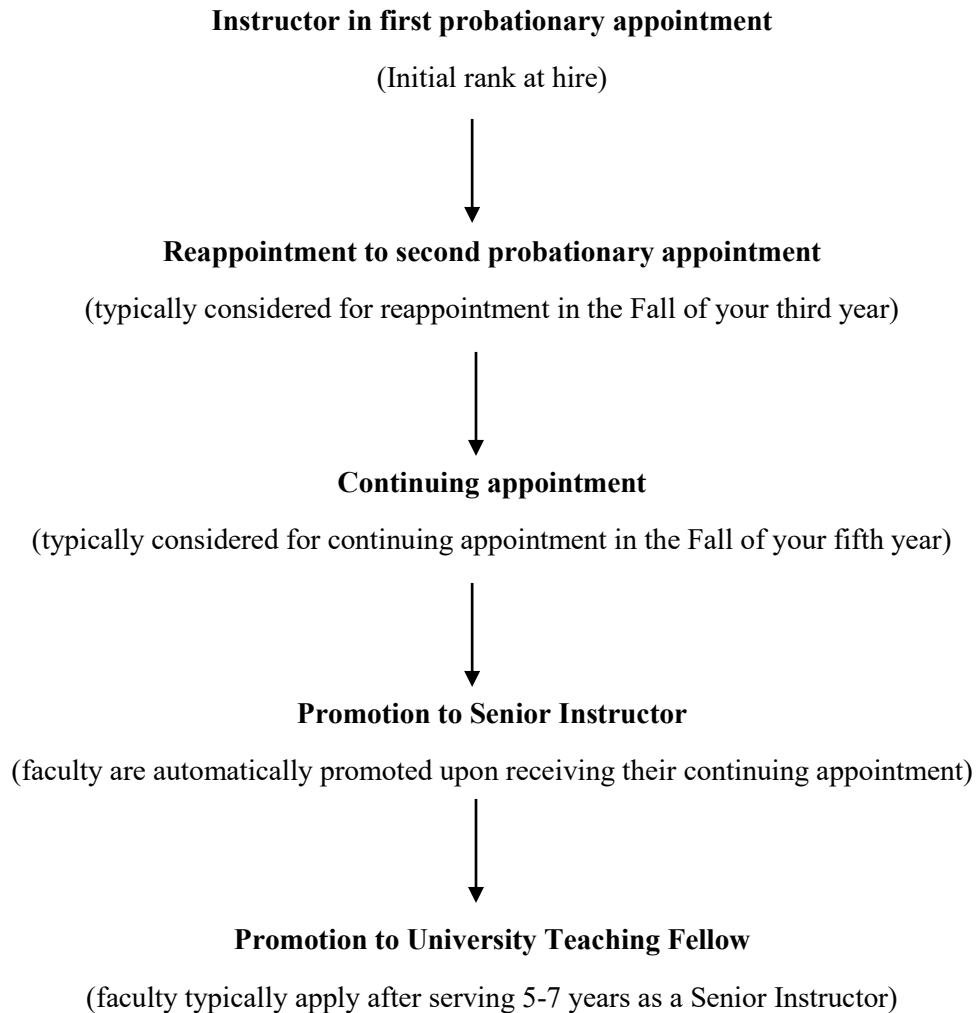 Instructor in first probationary appointment
(Initial rank at hire)
Reappointment to second probationary appointment
(typically considered for reappointment in the Fall of your third year)
Continuing appointment
(typically considered for continuing appointment in the Fall of your fifth year)
Promotion to Senior Instructor
(faculty are automatically promoted upon receiving their continuing appointment)
Promotion to University Teaching Fellow
(faculty typically apply after serving 5-7 years as a Senior Instructor)